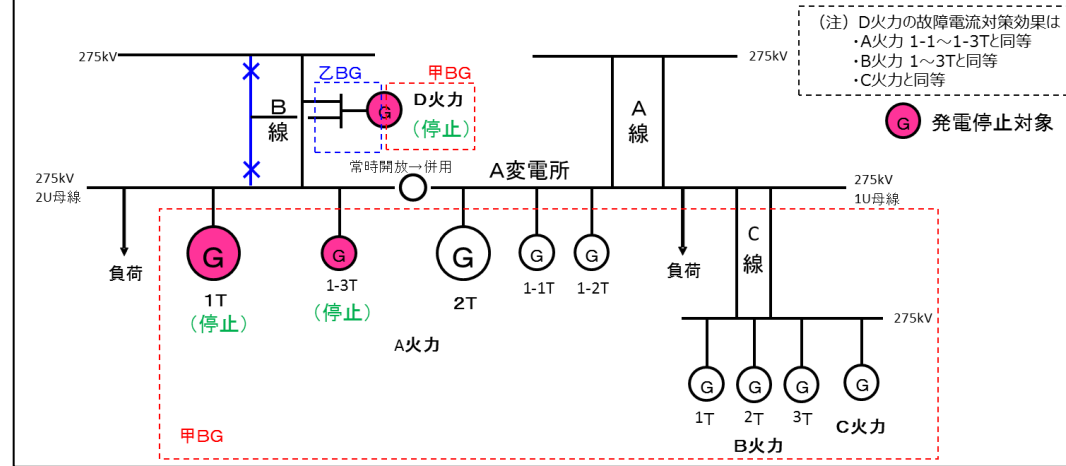 （注）D火力の故障電流対策効果は
・A火力 1-1～1-3Tと同等
・B火力 1～3Tと同等
・C火力と同等
G 発電停止対象
275kV
275kV
乙BG
甲BG
B
線
G
D火力
（停止）
A
線
常時開放→併用
A変電所
275kV
2U母線
275kV
1U母線
負荷
G
1T
（停止）
G
1-3T
（停止）
G
2T
G
1-1T
G
1-2T
負荷
C
線
275kV
A火力
G
1T
G
2T
G
3T
G
B火力
C火力
甲BG